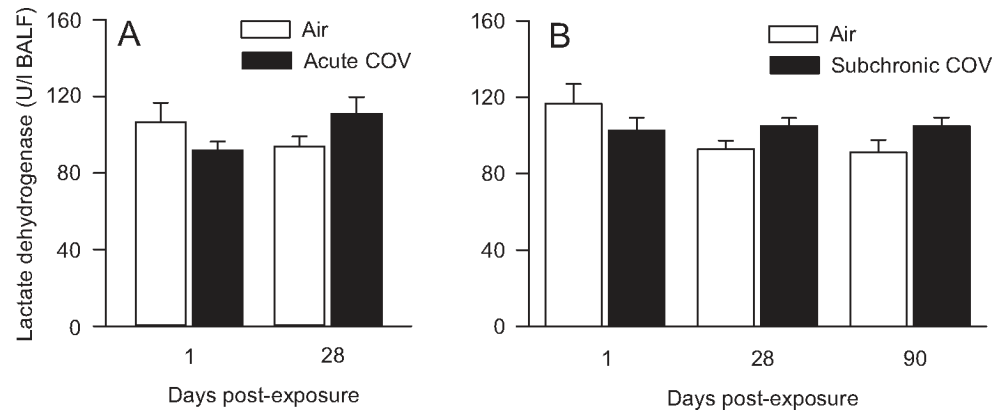 A
Air
Acute COV
Lactate dehydrogenase (U/l BALF)
160
120
80
40
0
1 28
Days post-exposure
B
Air
Subchronic COV
160
120
80
40
0
1 28 90
Days post-exposure